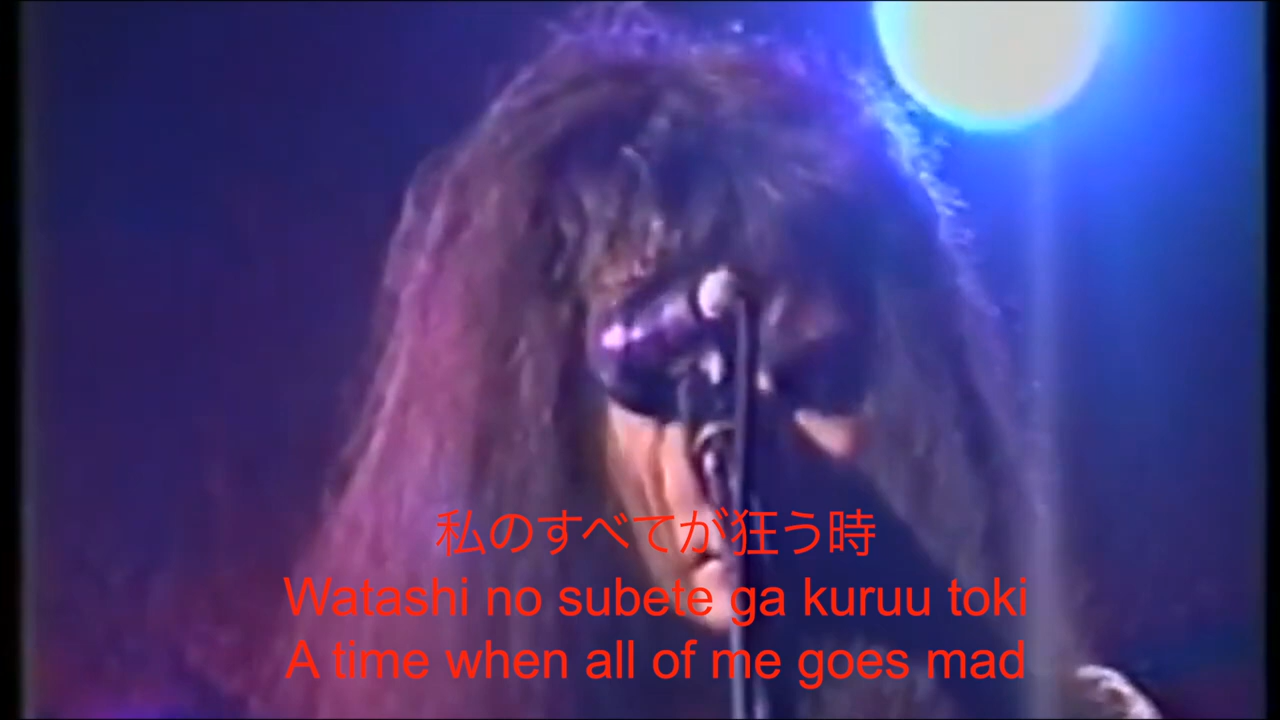 私のすべてが狂う時
Watashi no subete ga kuruu toki
A time when all of me goes mad